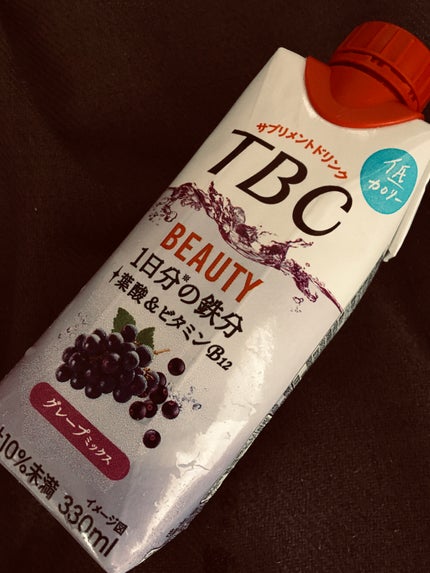 サプリメントドリンク
TBC
低
カロリー
BEAUTY
1日分の鉄分
葉酸&ビタミンB12
グレープミックス
10%未満
イメージ図
330ml